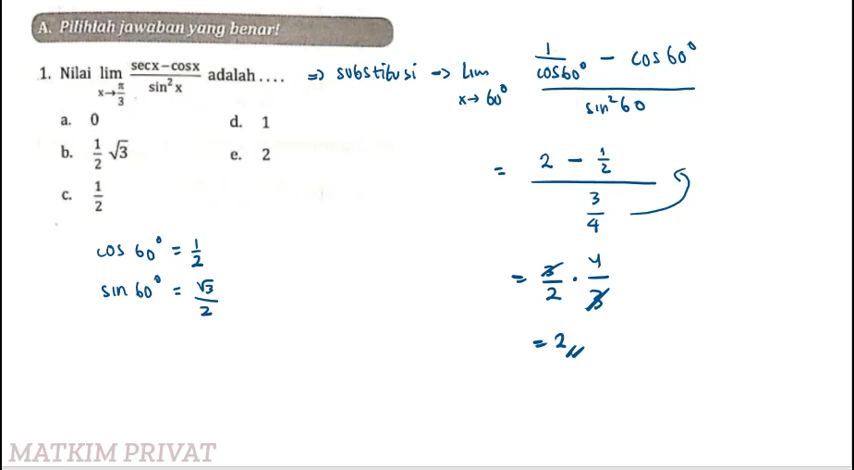 A. Pilihlah jawaban yang benar!
1. Nilai lim x→π/3 (secx−cosx)/(sin²x) adalah ....
a. 0
b. 1/2 √3
c. 1/2
d. 1
e. 2
⇒ substitusi → lim x→60° (1/cos60° − cos60°)/(sin²60)
= (2 − 1/2)/(3/4)
= 3/2 · 4/3
= 2//
cos 60° = 1/2
sin 60° = √3/2
MATKIM PRIVAT